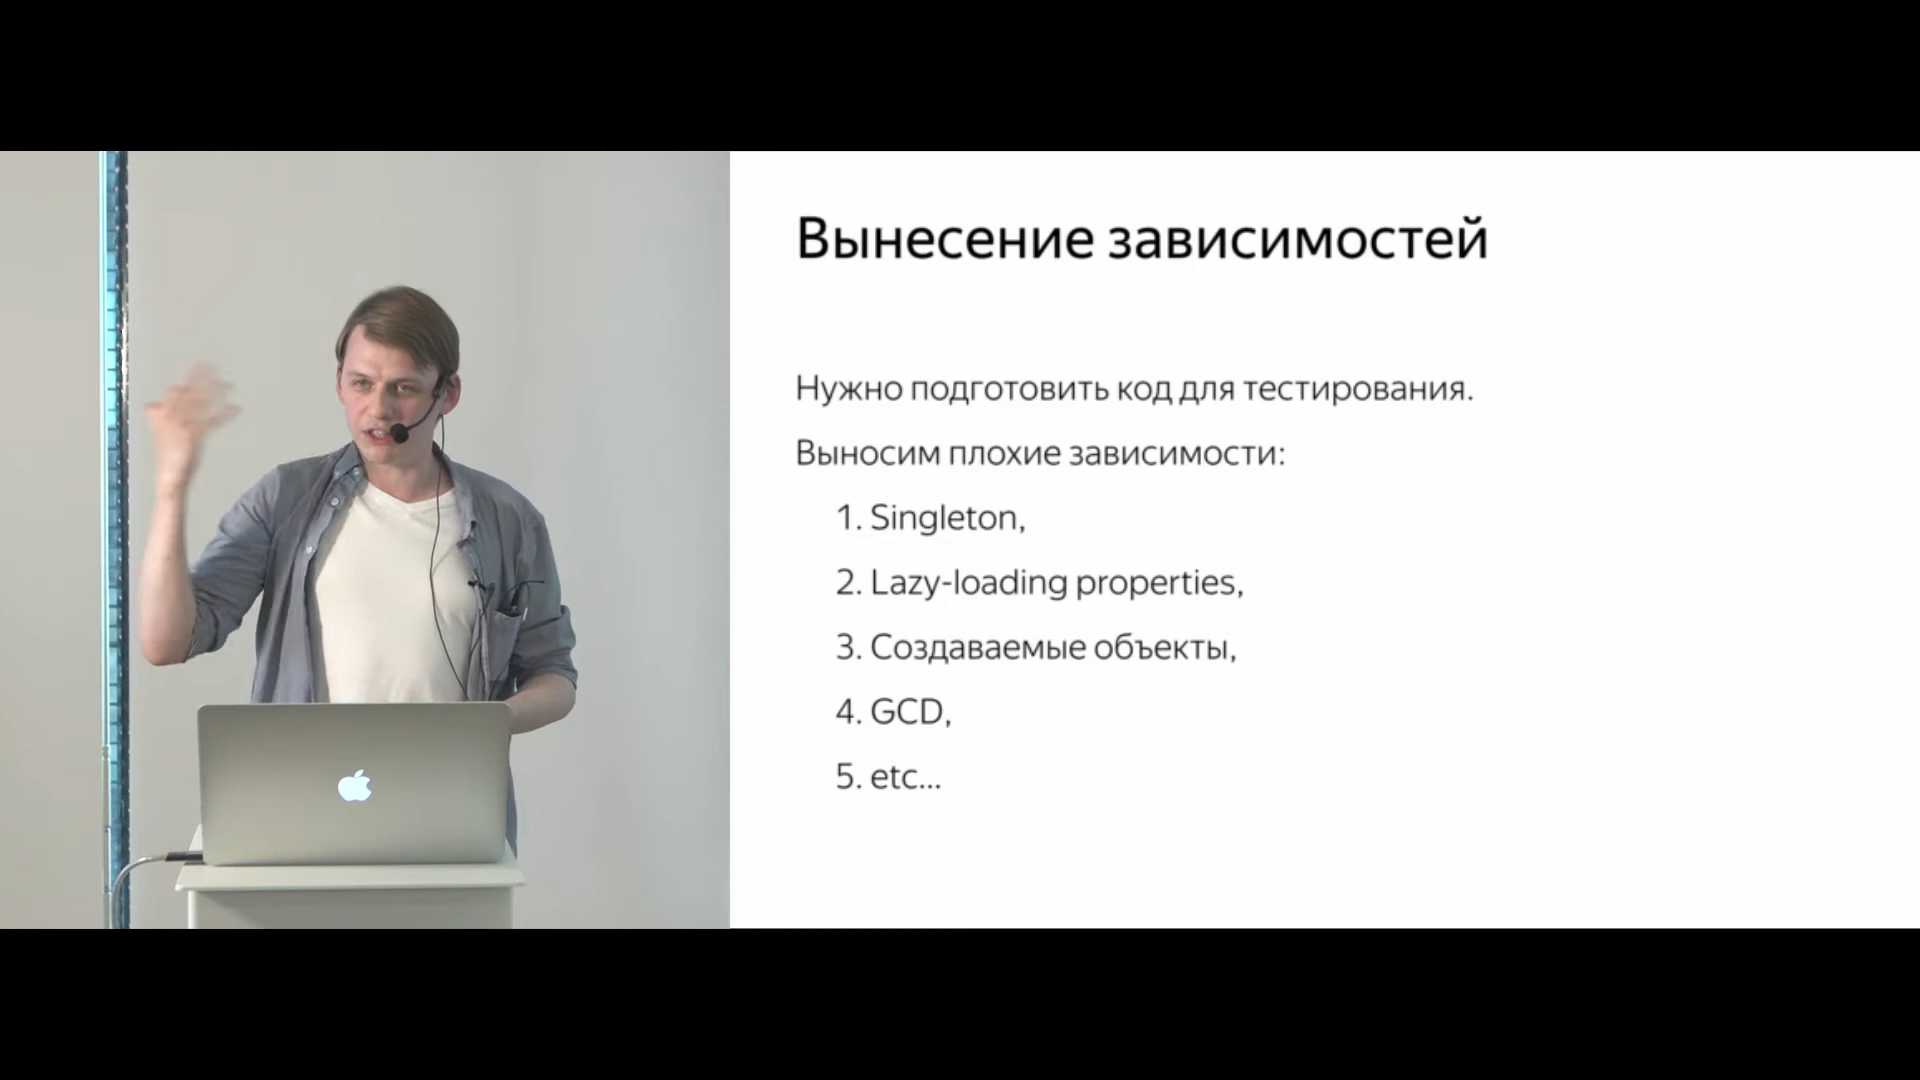 Вынесение зависимостей
Нужно подготовить код для тестирования.
Выносим плохие зависимости:
1. Singleton,
2. Lazy-loading properties,
3. Создаваемые объекты,
4. GCD,
5. etc...